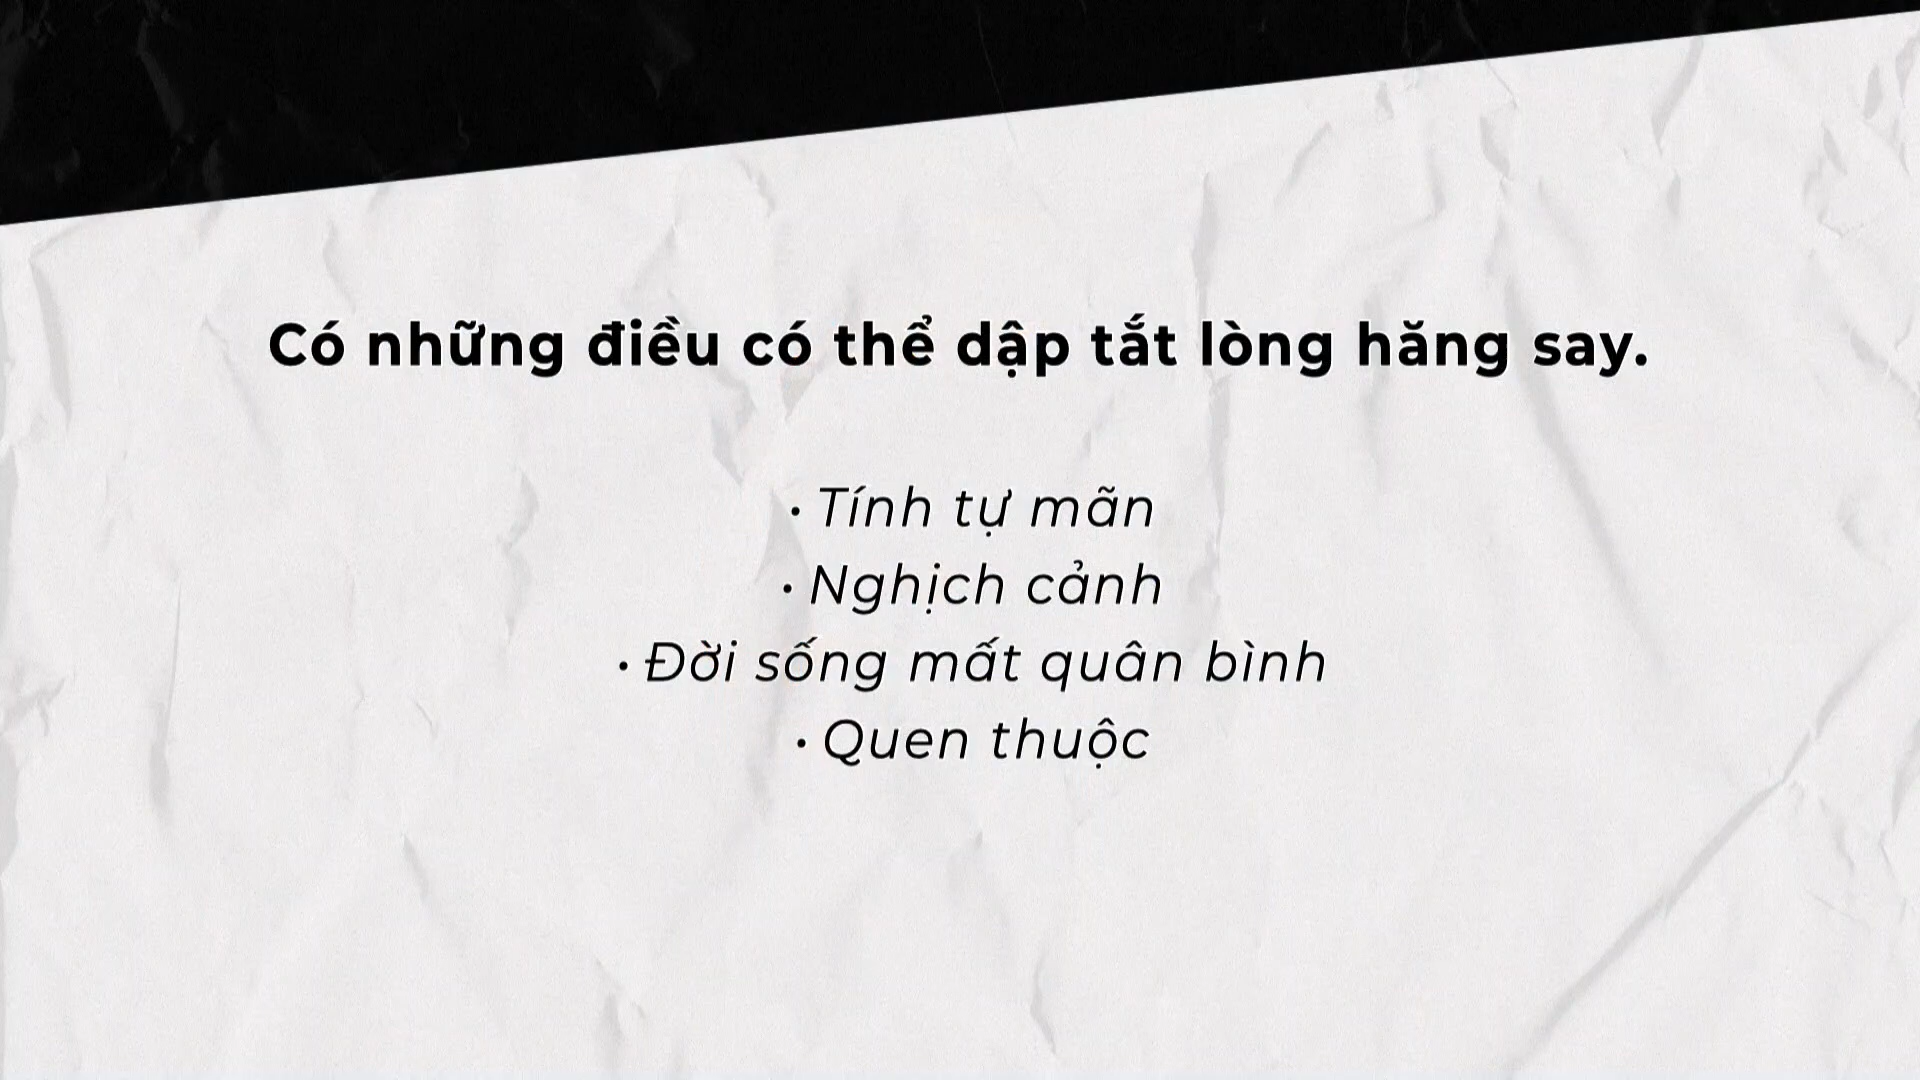 Có những điều có thể dập tắt lòng hăng say.
• Tính tự mãn
• Nghịch cảnh
• Đời sống mất quân bình
• Quen thuộc